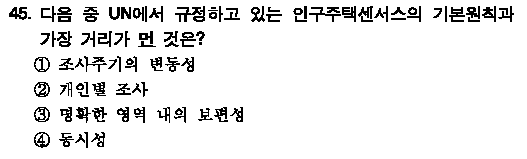 45. 다음 중 UN에서 규정하고 있는 인구주택센서스의 기본원칙과
가장 거리가 먼 것은?
① 조사주기의 변동성
② 개인별 조사
③ 명확한 영역 내의 보편성
④ 동시성